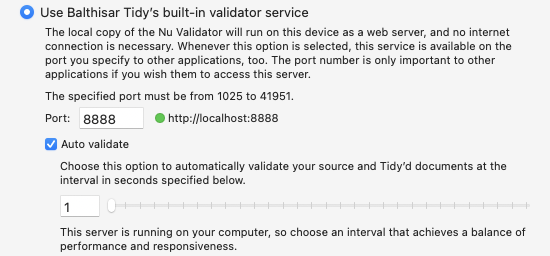 Use Balthisar Tidy's built-in validator service
The local copy of the Nu Validator will run on this device as a web server, and no internet
connection is necessary. Whenever this option is selected, this service is available on the
port you specify to other applications, too. The port number is only important to other
applications if you wish them to access this server.
The specified port must be from 1025 to 41951.
Port: 8888 http://localhost:8888
Auto validate
Choose this option to automatically validate your source and Tidy'd documents at the
interval in seconds specified below.
1
This server is running on your computer, so choose an interval that achieves a balance of
performance and responsiveness.